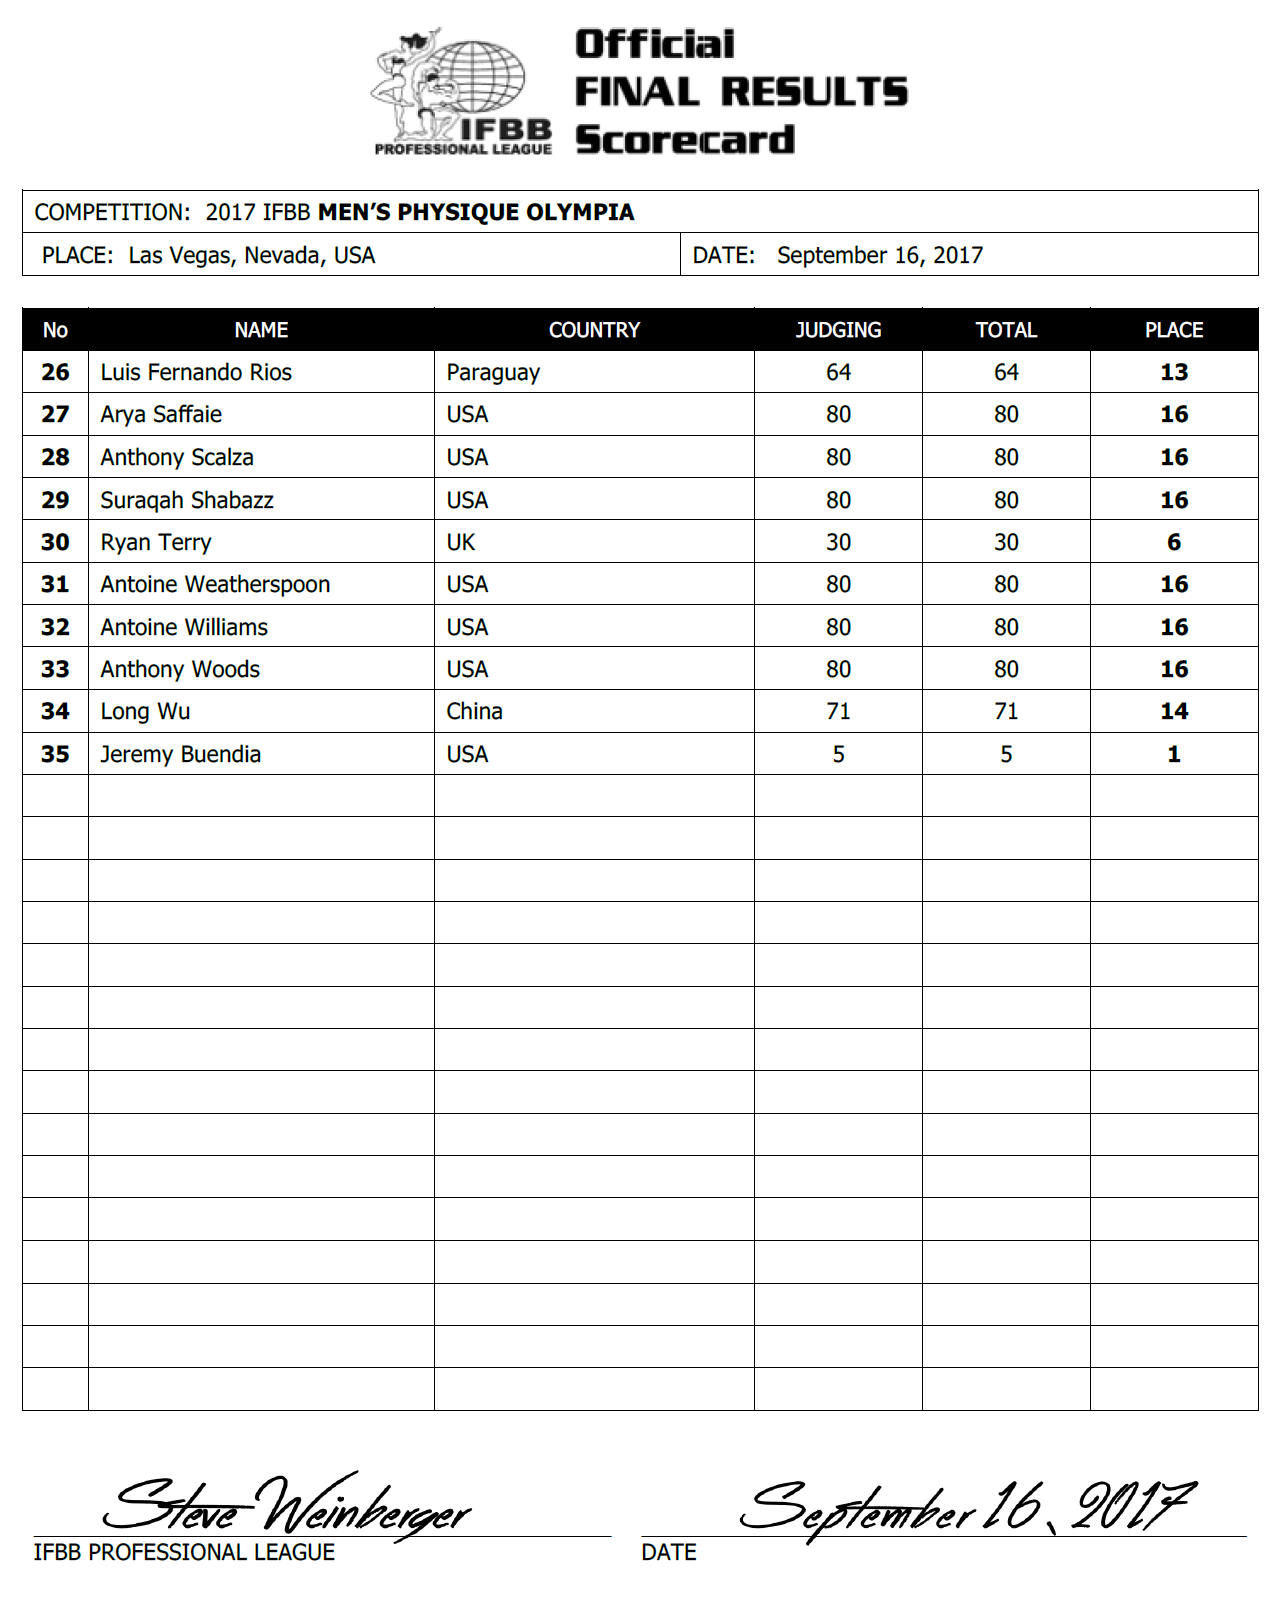 IFBB
PROFESSIONAL LEAGUE
Official
FINAL RESULTS
Scorecard
COMPETITION: 2017 IFBB MEN'S PHYSIQUE OLYMPIA
PLACE: Las Vegas, Nevada, USA DATE: September 16, 2017
No NAME COUNTRY JUDGING TOTAL PLACE
26 Luis Fernando Rios Paraguay 64 64 13
27 Arya Saffaie USA 80 80 16
28 Anthony Scalza USA 80 80 16
29 Suraqah Shabazz USA 80 80 16
30 Ryan Terry UK 30 30 6
31 Antoine Weatherspoon USA 80 80 16
32 Antoine Williams USA 80 80 16
33 Anthony Woods USA 80 80 16
34 Long Wu China 71 71 14
35 Jeremy Buendia USA 5 5 1
Steve Weinberger September 16, 2017
IFBB PROFESSIONAL LEAGUE DATE